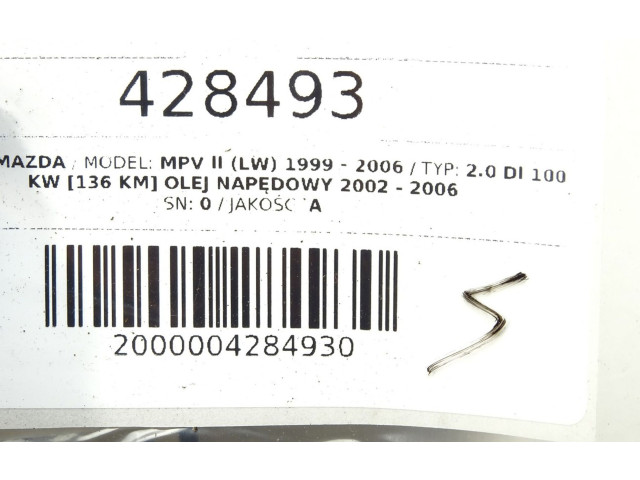 428493
MAZDA / MODEL: MPV II (LW) 1999 - 2006 / TYP: 2.0 DI 100
KW [136 KM] OLEJ NAPĘDOWY 2002 - 2006
SN: 0 / JAKOŚĆ A
2000004284930